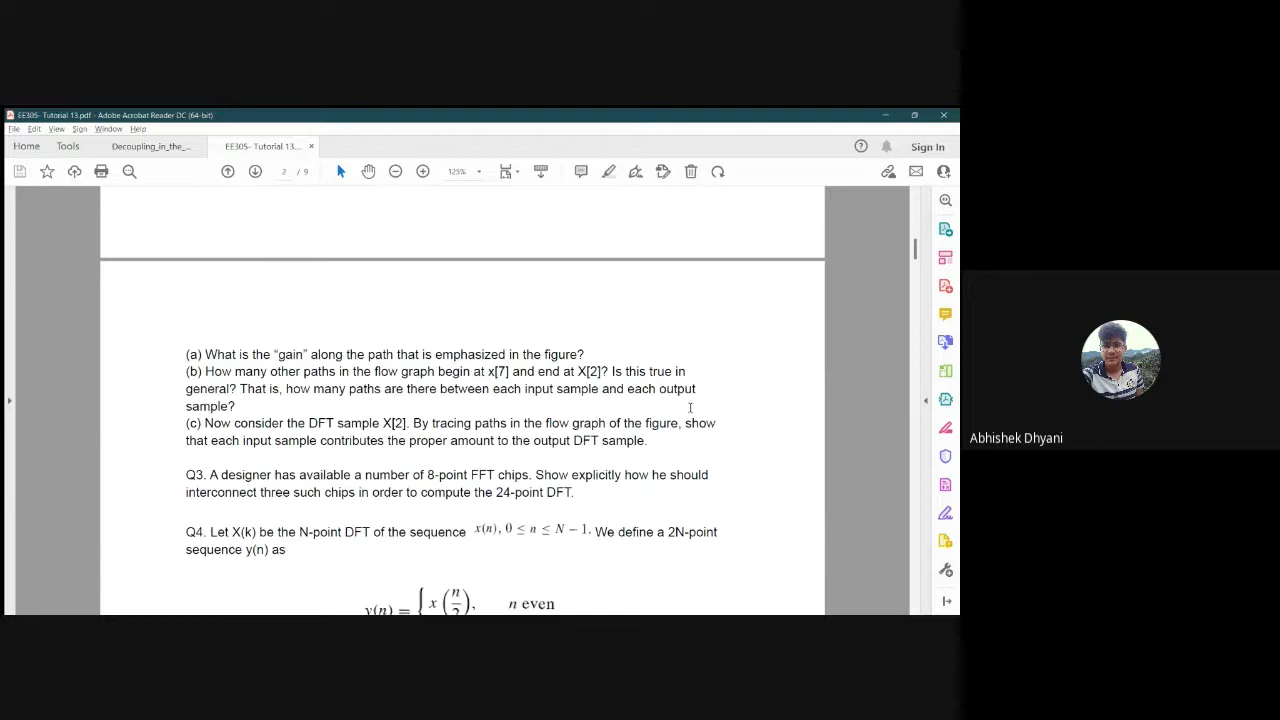 EE305- Tutorial 13.pdf - Adobe Acrobat Reader DC (64-bit)
File Edit View Sign Window Help
Home Tools Decoupling_in_the_... EE305- Tutorial 13.... × Sign In
2 / 9 125%
(a) What is the “gain” along the path that is emphasized in the figure?
(b) How many other paths in the flow graph begin at x[7] and end at X[2]? Is this true in
general? That is, how many paths are there between each input sample and each output
sample?
(c) Now consider the DFT sample X[2]. By tracing paths in the flow graph of the figure, show
that each input sample contributes the proper amount to the output DFT sample.
Q3. A designer has available a number of 8-point FFT chips. Show explicitly how he should
interconnect three such chips in order to compute the 24-point DFT.
Q4. Let X(k) be the N-point DFT of the sequence x(n), 0 ≤ n ≤ N − 1. We define a 2N-point
sequence y(n) as
y(n) = { x (n/2), n even
Abhishek Dhyani